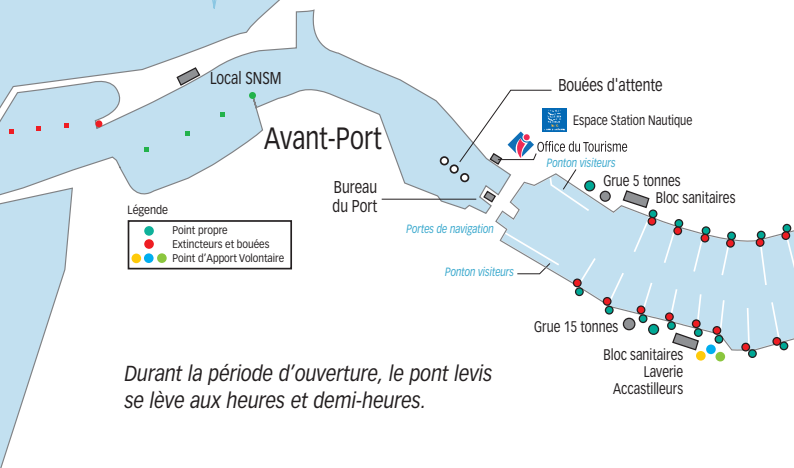 Local SNSM
Bouées d'attente
Espace Station Nautique
Avant-Port
Office du Tourisme
Ponton visiteurs
Bureau
du Port
Grue 5 tonnes
Bloc sanitaires
Légende
Point propre
Extincteurs et bouées
Point d'Apport Volontaire
Portes de navigation
Ponton visiteurs
Grue 15 tonnes
Bloc sanitaires
Laverie
Accastilleurs
Durant la période d'ouverture, le pont levis
se lève aux heures et demi-heures.